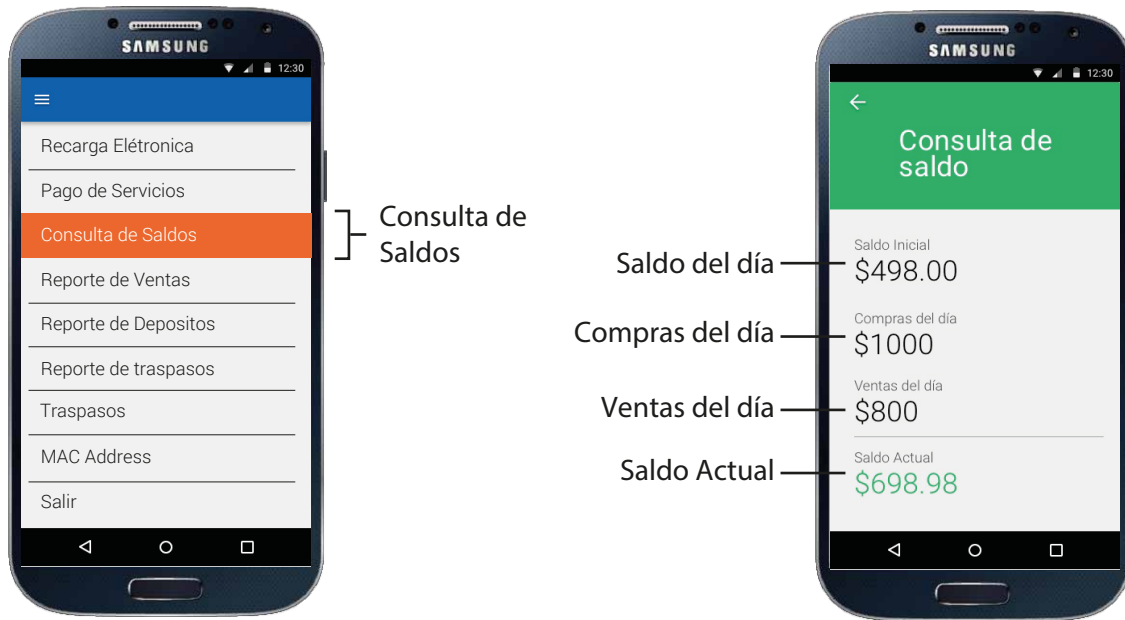 SAMSUNG
12:30
Recarga Elétronica
Pago de Servicios
Consulta de Saldos
Reporte de Ventas
Reporte de Depositos
Reporte de traspasos
Traspasos
MAC Address
Salir
Consulta de
Saldos
SAMSUNG
12:30
Consulta de
saldo
Saldo del día
Saldo Inicial
$498.00
Compras del día
Compras del día
$1000
Ventas del día
Ventas del día
$800
Saldo Actual
Saldo Actual
$698.98